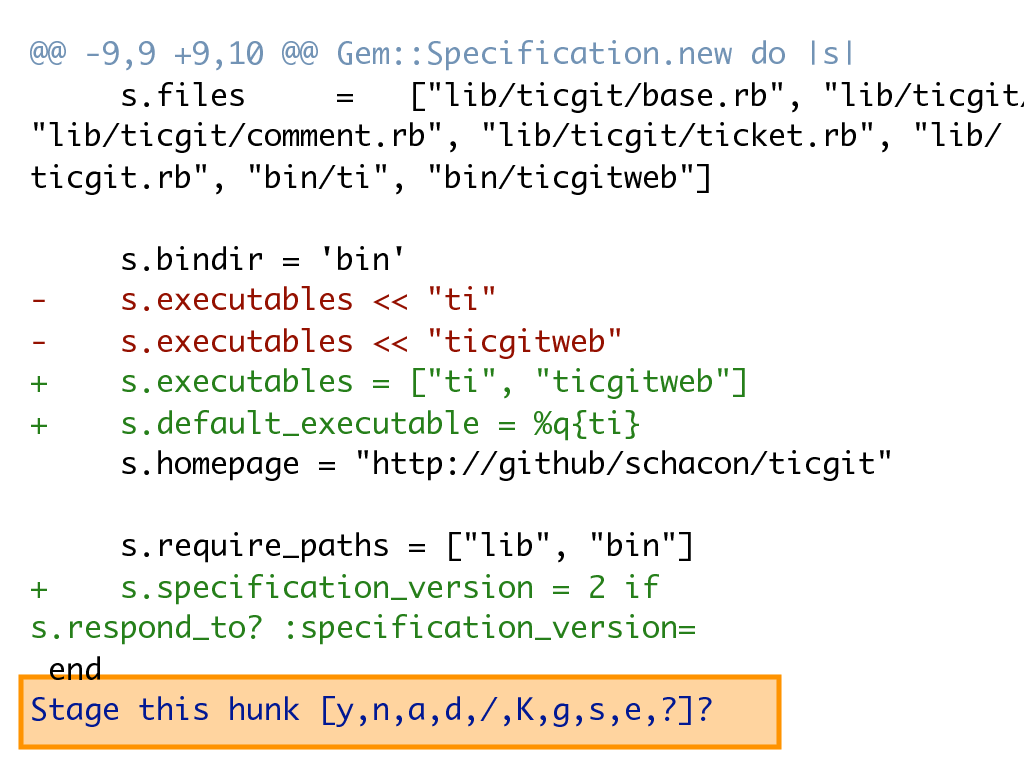 @@ -9,9 +9,10 @@ Gem::Specification.new do |s|
     s.files     =   ["lib/ticgit/base.rb", "lib/ticgit/
"lib/ticgit/comment.rb", "lib/ticgit/ticket.rb", "lib/
ticgit.rb", "bin/ti", "bin/ticgitweb"]
     s.bindir = 'bin'
-    s.executables << "ti"
-    s.executables << "ticgitweb"
+    s.executables = ["ti", "ticgitweb"]
+    s.default_executable = %q{ti}
     s.homepage = "http://github/schacon/ticgit"
     s.require_paths = ["lib", "bin"]
+    s.specification_version = 2 if
s.respond_to? :specification_version=
 end
Stage this hunk [y,n,a,d,/,K,g,s,e,?]?